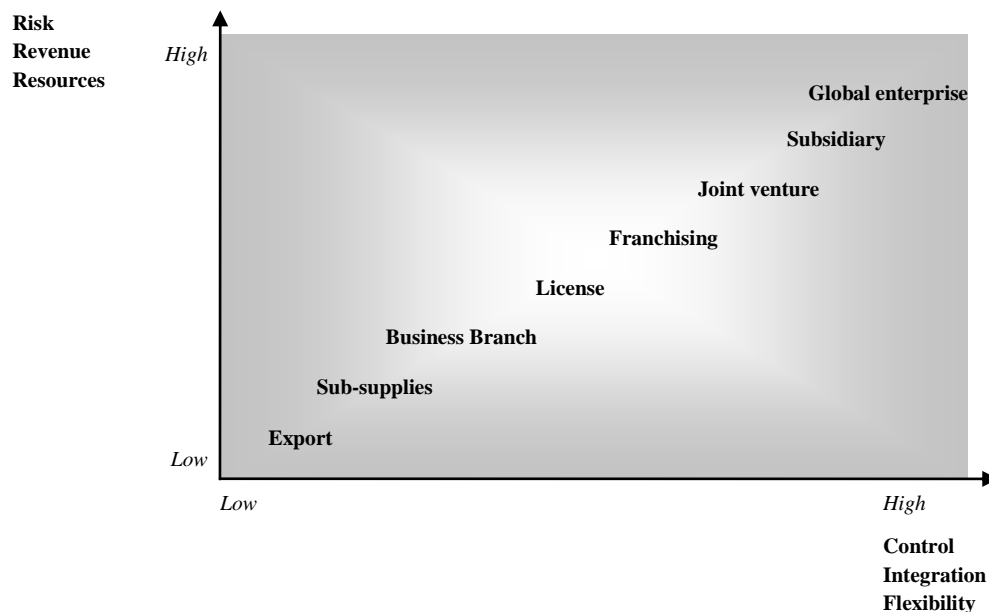 Risk
Revenue
Resources
High
Global enterprise
Subsidiary
Joint venture
Franchising
License
Business Branch
Sub-supplies
Export
Low
Low
High
Control
Integration
Flexibility